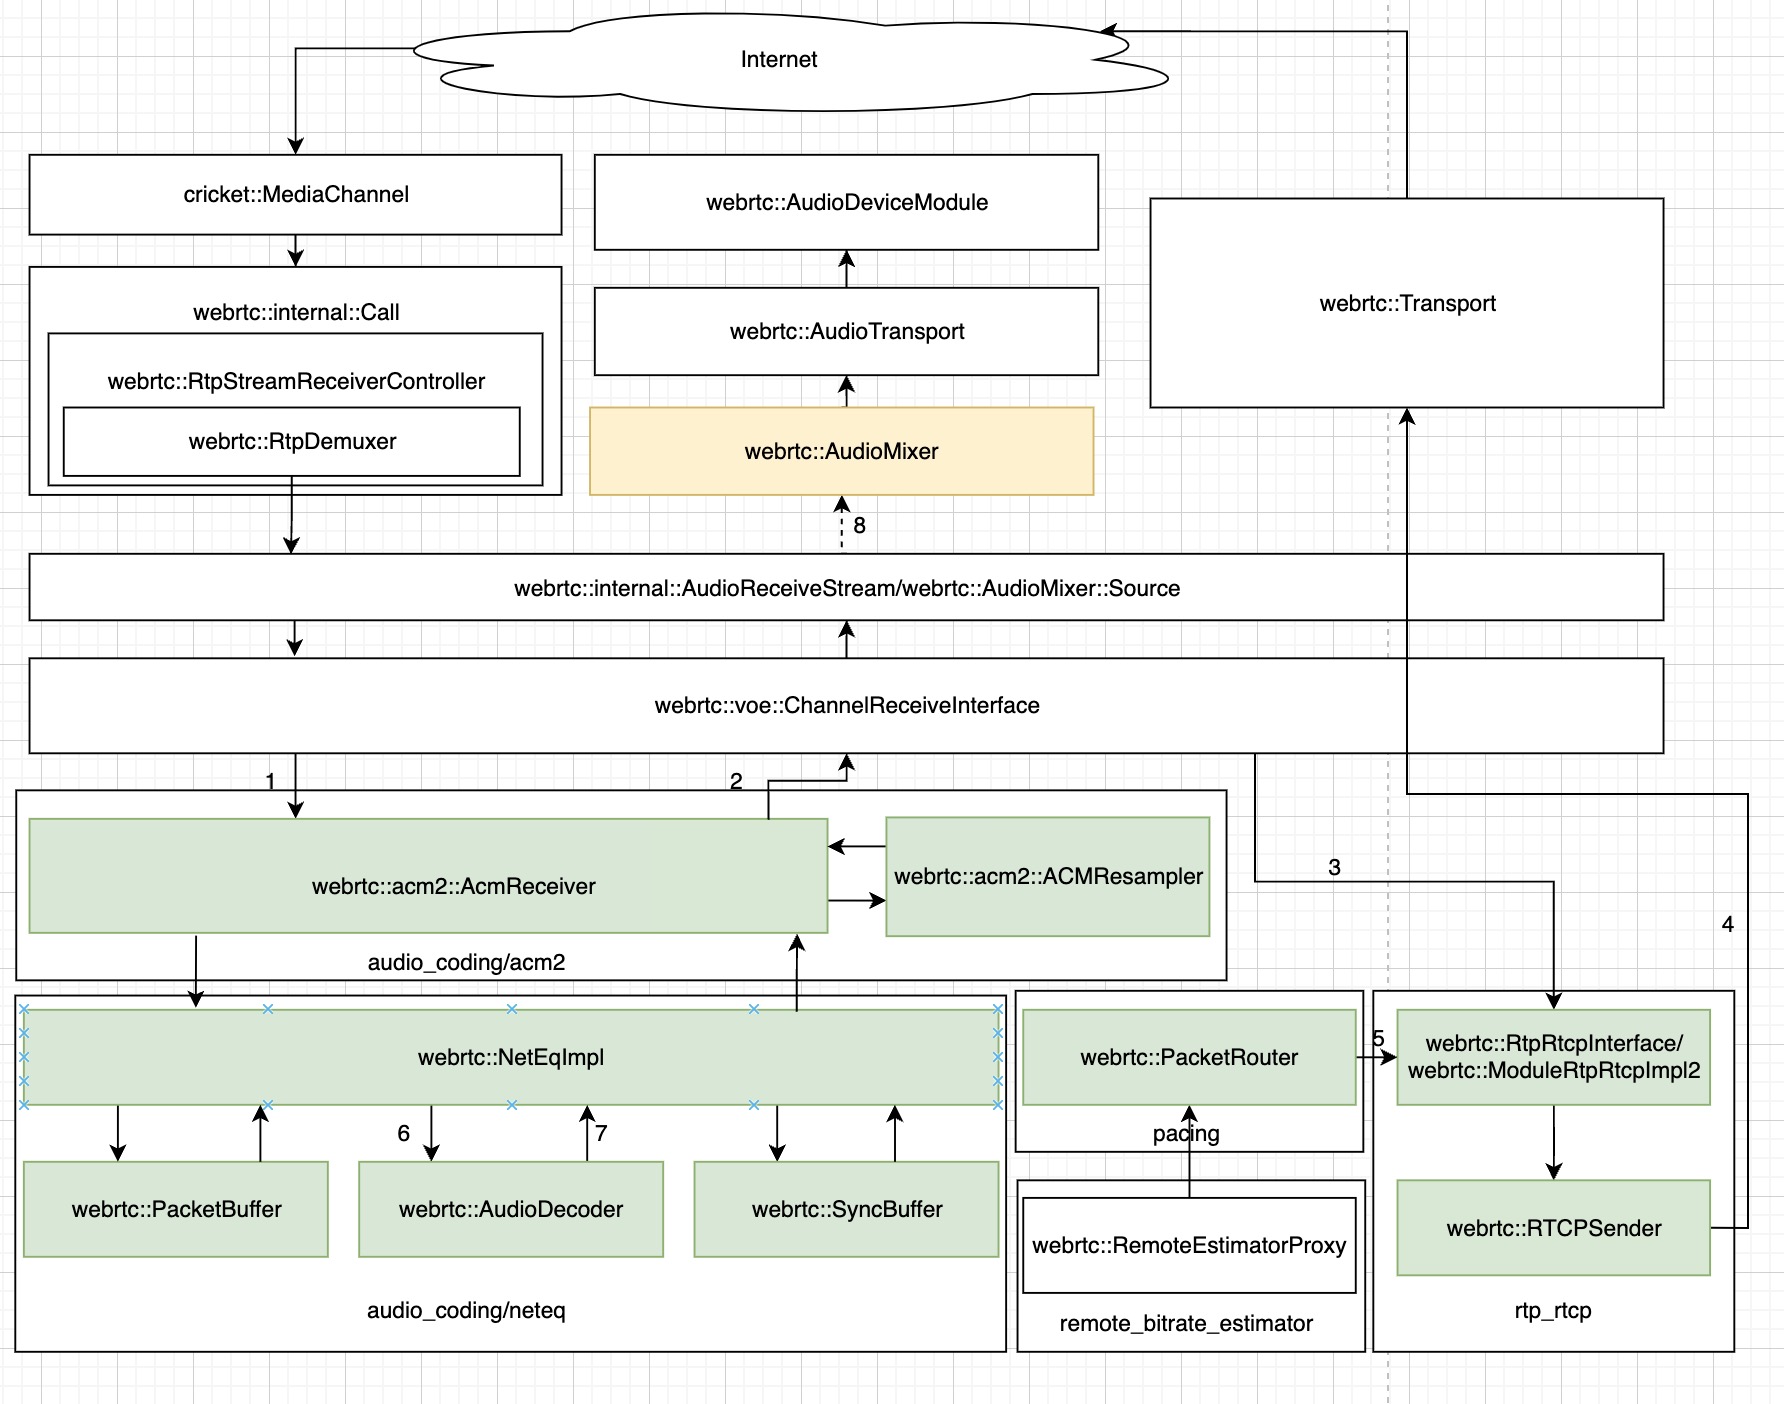 Internet
cricket::MediaChannel
webrtc::AudioDeviceModule
webrtc::internal::Call
webrtc::Transport
webrtc::AudioTransport
webrtc::RtpStreamReceiverController
webrtc::RtpDemuxer
webrtc::AudioMixer
8
webrtc::internal::AudioReceiveStream/webrtc::AudioMixer::Source
webrtc::voe::ChannelReceiveInterface
1
2
3
webrtc::acm2::AcmReceiver
webrtc::acm2::ACMResampler
4
audio_coding/acm2
webrtc::NetEqImpl
webrtc::PacketRouter
5
webrtc::RtpRtcpInterface/
webrtc::ModuleRtpRtcpImpl2
6
7
pacing
webrtc::PacketBuffer
webrtc::AudioDecoder
webrtc::SyncBuffer
webrtc::RemoteEstimatorProxy
webrtc::RTCPSender
audio_coding/neteq
remote_bitrate_estimator
rtp_rtcp